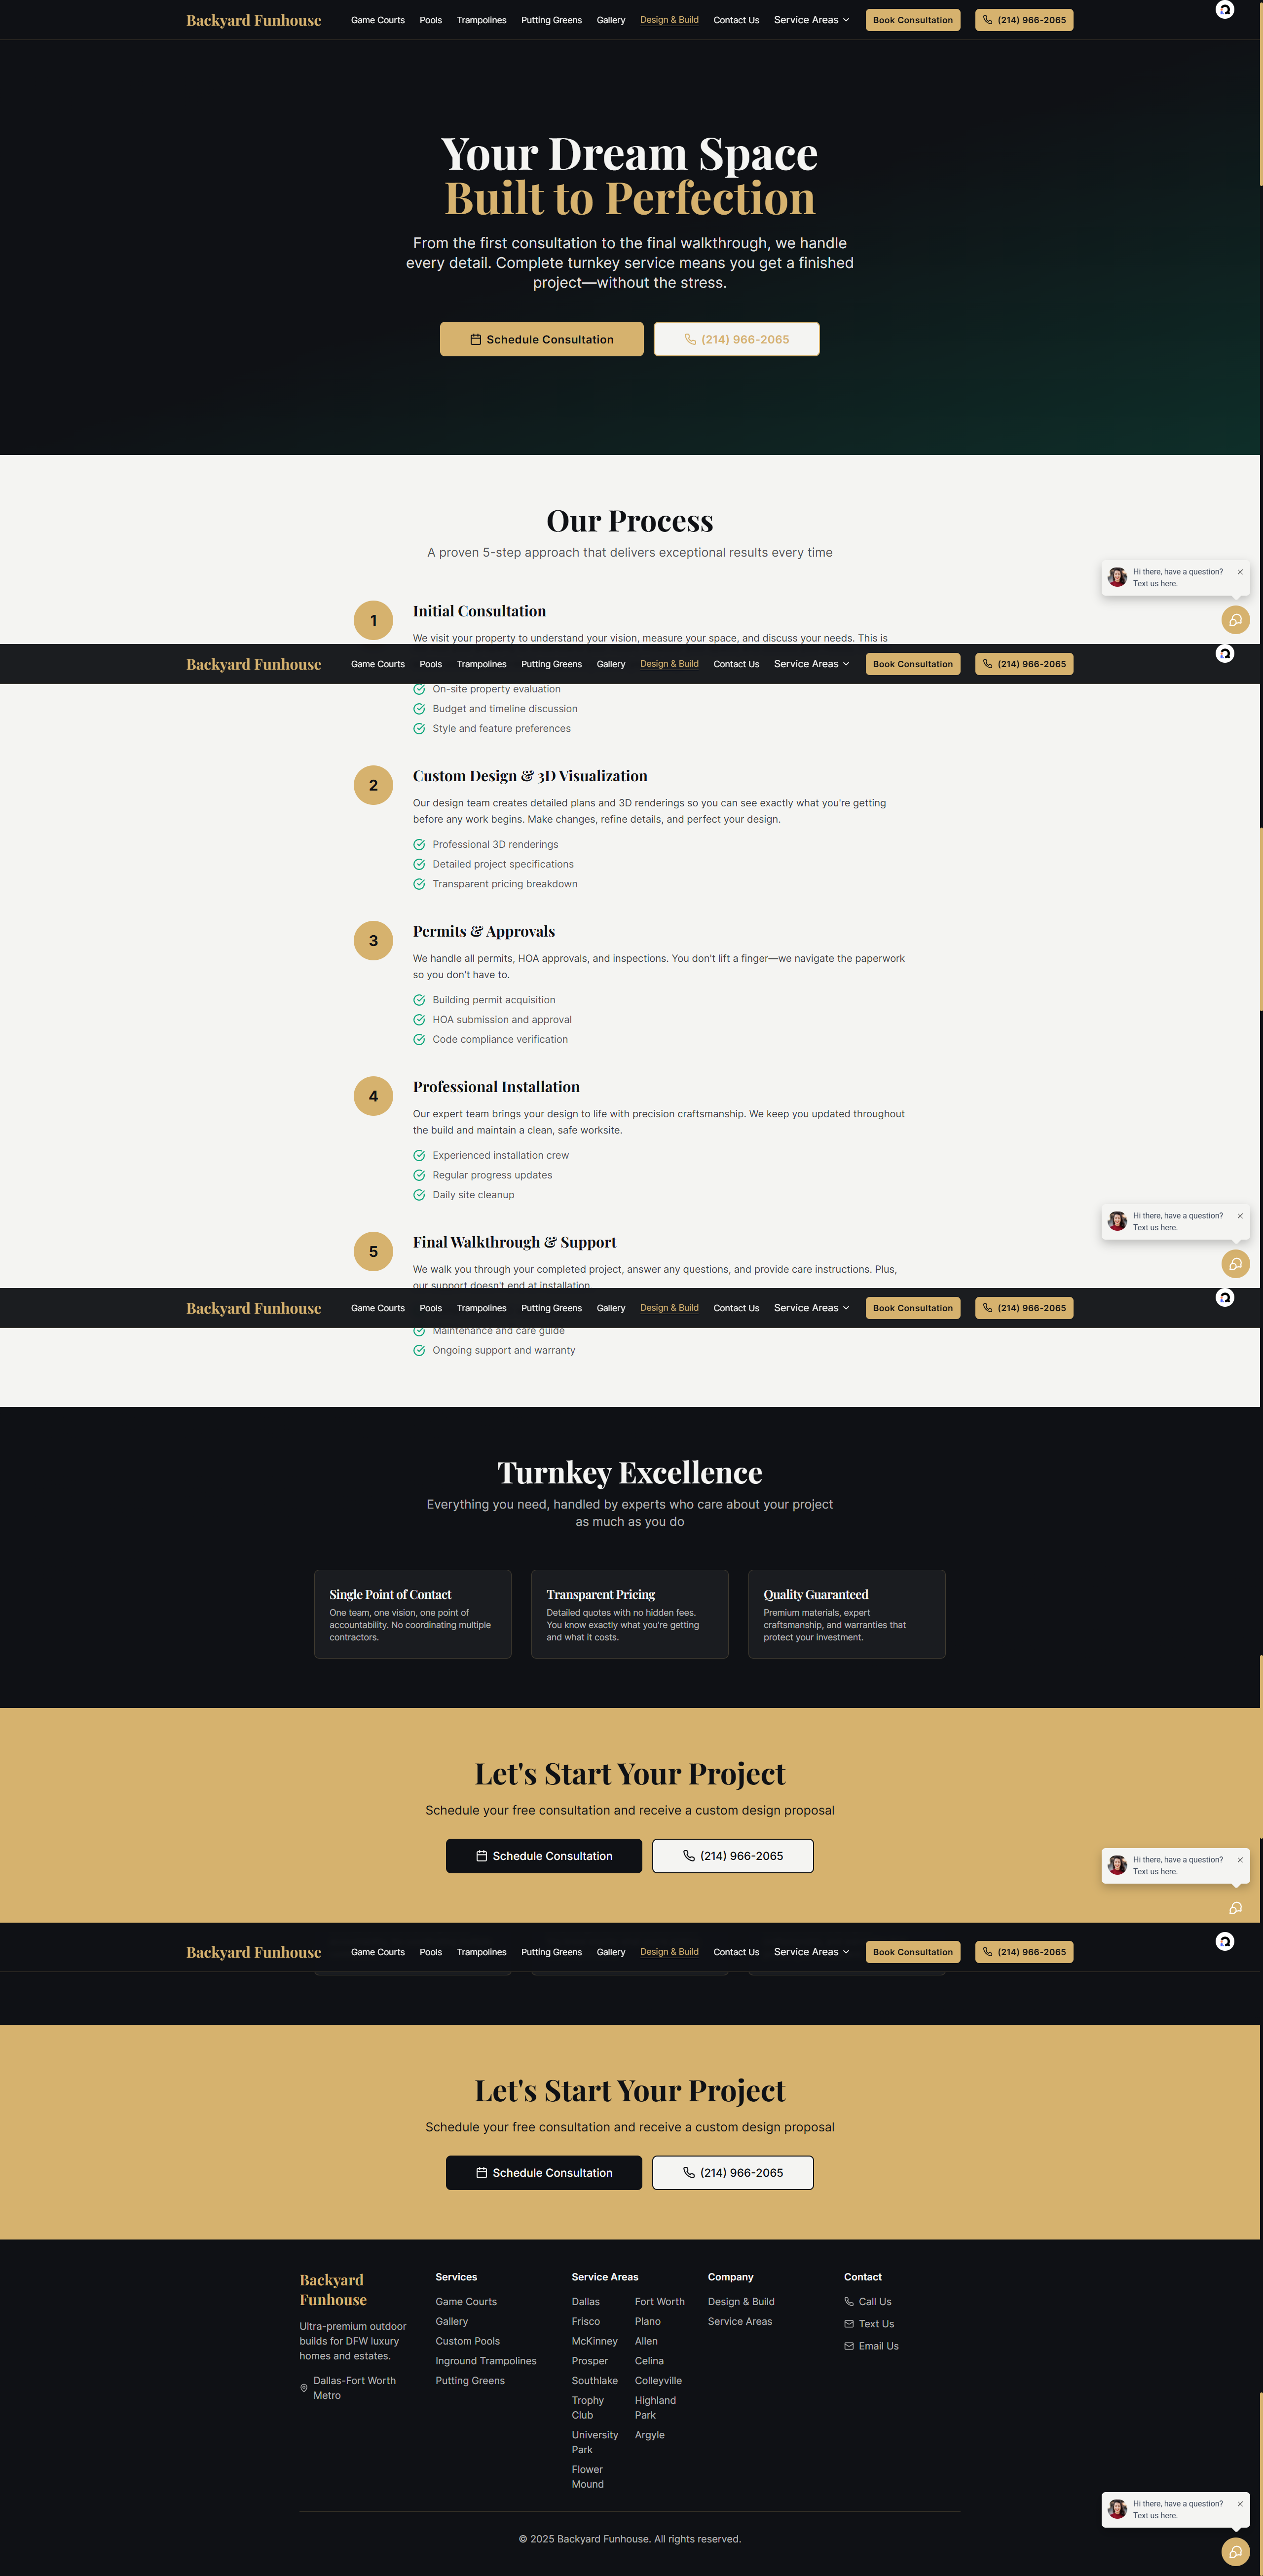 Backyard Funhouse
Game Courts
Pools
Trampolines
Putting Greens
Gallery
Design & Build
Contact Us
Service Areas
Book Consultation
(214) 966-2065
Your Dream Space
Built to Perfection
From the first consultation to the final walkthrough, we handle
every detail. Complete turnkey service means you get a finished
project—without the stress.
Schedule Consultation
(214) 966-2065
Our Process
A proven 5-step approach that delivers exceptional results every time
Hi there, have a question?
Text us here.
1
Initial Consultation
We visit your property to understand your vision, measure your space, and discuss your needs. This is
Backyard Funhouse
Game Courts
Pools
Trampolines
Putting Greens
Gallery
Design & Build
Contact Us
Service Areas
Book Consultation
(214) 966-2065
On-site property evaluation
Budget and timeline discussion
Style and feature preferences
2
Custom Design & 3D Visualization
Our design team creates detailed plans and 3D renderings so you can see exactly what you're getting
before any work begins. Make changes, refine details, and perfect your design.
Professional 3D renderings
Detailed project specifications
Transparent pricing breakdown
3
Permits & Approvals
We handle all permits, HOA approvals, and inspections. You don't lift a finger—we navigate the paperwork
so you don't have to.
Building permit acquisition
HOA submission and approval
Code compliance verification
4
Professional Installation
Our expert team brings your design to life with precision craftsmanship. We keep you updated throughout
the build and maintain a clean, safe worksite.
Experienced installation crew
Regular progress updates
Daily site cleanup
Hi there, have a question?
Text us here.
5
Final Walkthrough & Support
We walk you through your completed project, answer any questions, and provide care instructions. Plus,
our support doesn't end at installation.
Backyard Funhouse
Game Courts
Pools
Trampolines
Putting Greens
Gallery
Design & Build
Contact Us
Service Areas
Book Consultation
(214) 966-2065
Maintenance and care guide
Ongoing support and warranty
Turnkey Excellence
Everything you need, handled by experts who care about your project
as much as you do
Single Point of Contact
One team, one vision, one point of
accountability. No coordinating multiple
contractors.
Transparent Pricing
Detailed quotes with no hidden fees.
You know exactly what you're getting
and what it costs.
Quality Guaranteed
Premium materials, expert
craftsmanship, and warranties that
protect your investment.
Let's Start Your Project
Schedule your free consultation and receive a custom design proposal
Schedule Consultation
(214) 966-2065
Hi there, have a question?
Text us here.
Backyard Funhouse
Game Courts
Pools
Trampolines
Putting Greens
Gallery
Design & Build
Contact Us
Service Areas
Book Consultation
(214) 966-2065
Let's Start Your Project
Schedule your free consultation and receive a custom design proposal
Schedule Consultation
(214) 966-2065
Backyard
Funhouse
Ultra-premium outdoor
builds for DFW luxury
homes and estates.
Dallas-Fort Worth
Metro
Services
Game Courts
Gallery
Custom Pools
Inground Trampolines
Putting Greens
Service Areas
Dallas
Frisco
McKinney
Prosper
Southlake
Trophy
Club
University
Park
Flower
Mound
Fort Worth
Plano
Allen
Celina
Colleyville
Highland
Park
Argyle
Company
Design & Build
Service Areas
Contact
Call Us
Text Us
Email Us
Hi there, have a question?
Text us here.
© 2025 Backyard Funhouse. All rights reserved.